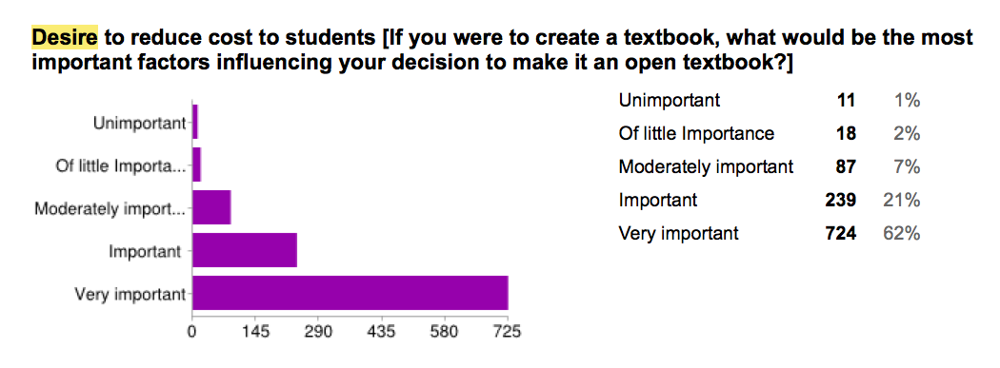 Desire to reduce cost to students [If you were to create a textbook, what would be the most
important factors influencing your decision to make it an open textbook?]
Unimportant
Of little Importa...
Moderately import...
Important
Very important
0 145 290 435 580 725
Unimportant 11 1%
Of little Importance 18 2%
Moderately important 87 7%
Important 239 21%
Very important 724 62%